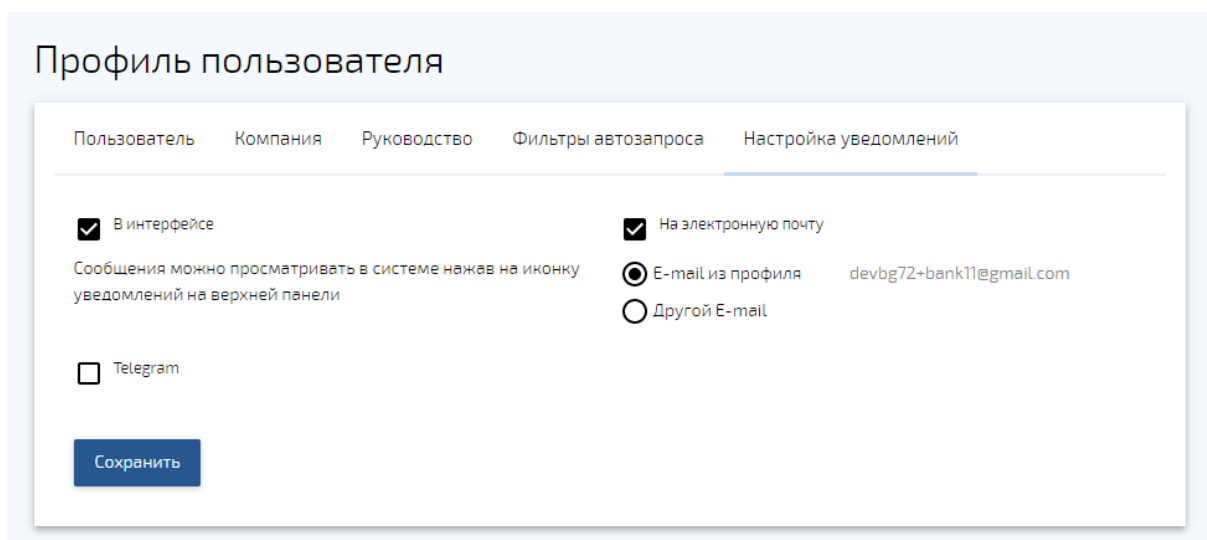 Профиль пользователя
Пользователь Компания Руководство Фильтры автозапроса Настройка уведомлений
В интерфейсе
Сообщения можно просматривать в системе нажав на иконку
уведомлений на верхней панели
На электронную почту
E-mail из профиля devbg72+bank11@gmail.com
Другой E-mail
Telegram
Сохранить